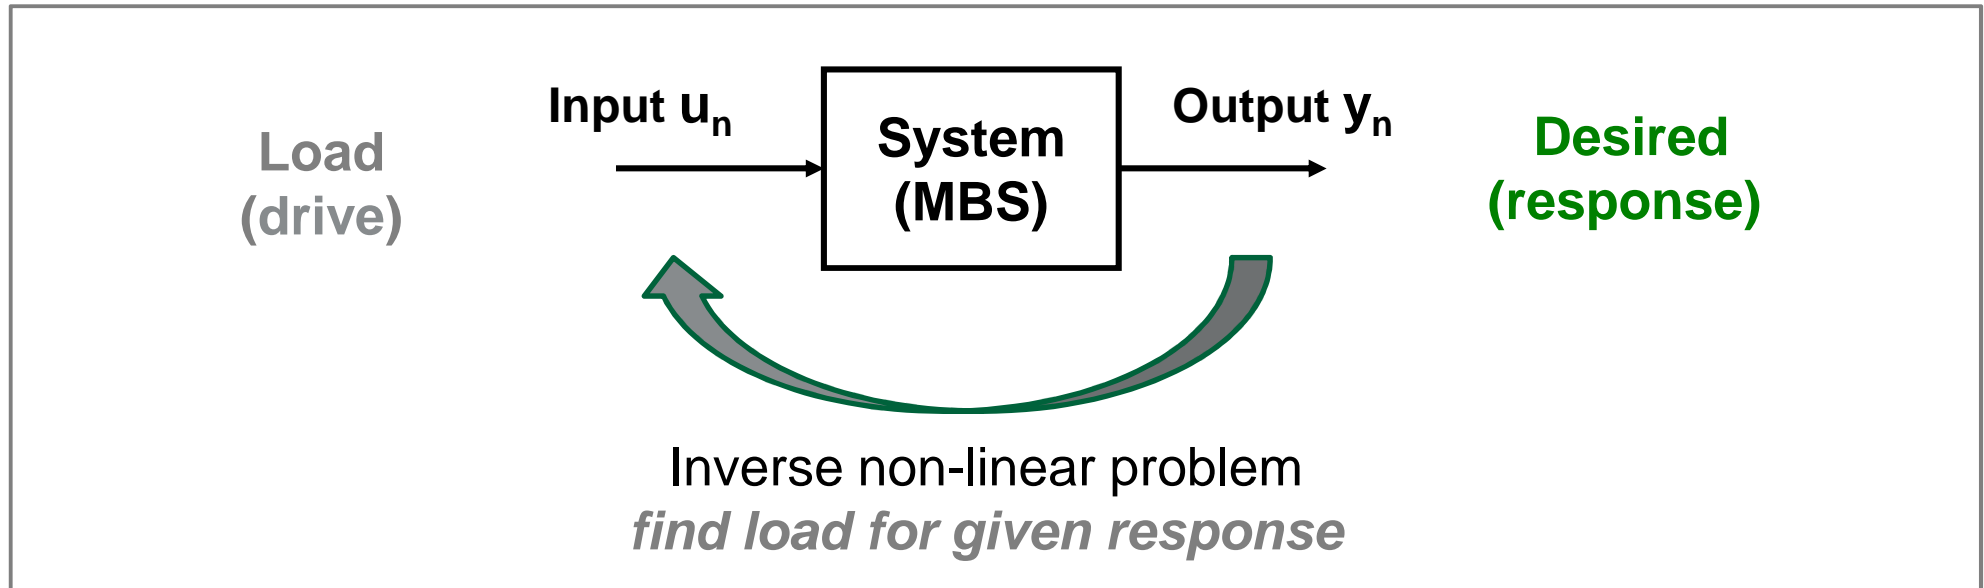 Load
(drive)
Input uₙ
System
(MBS)
Output yₙ
Desired
(response)
Inverse non-linear problem
find load for given response